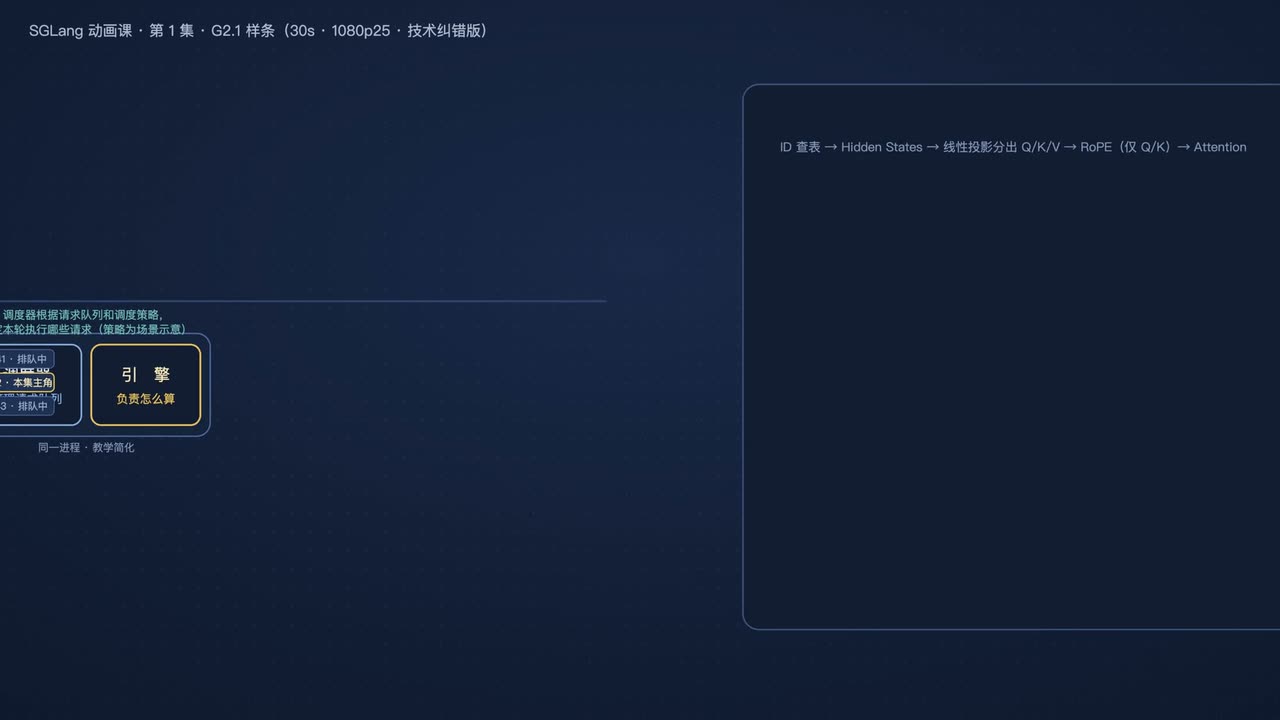 SGLang 动画课 · 第 1 集 · G2.1 样条（30s · 1080p25 · 技术纠错版）
ID 查表 → Hidden States → 线性投影分出 Q/K/V → RoPE（仅 Q/K）→ Attention
调度器根据请求队列和调度策略，
本轮执行哪些请求（策略为场景示意）
1 · 排队中
· 本集主角
3 · 排队中
引 擎
负责怎么算
同一进程 · 教学简化